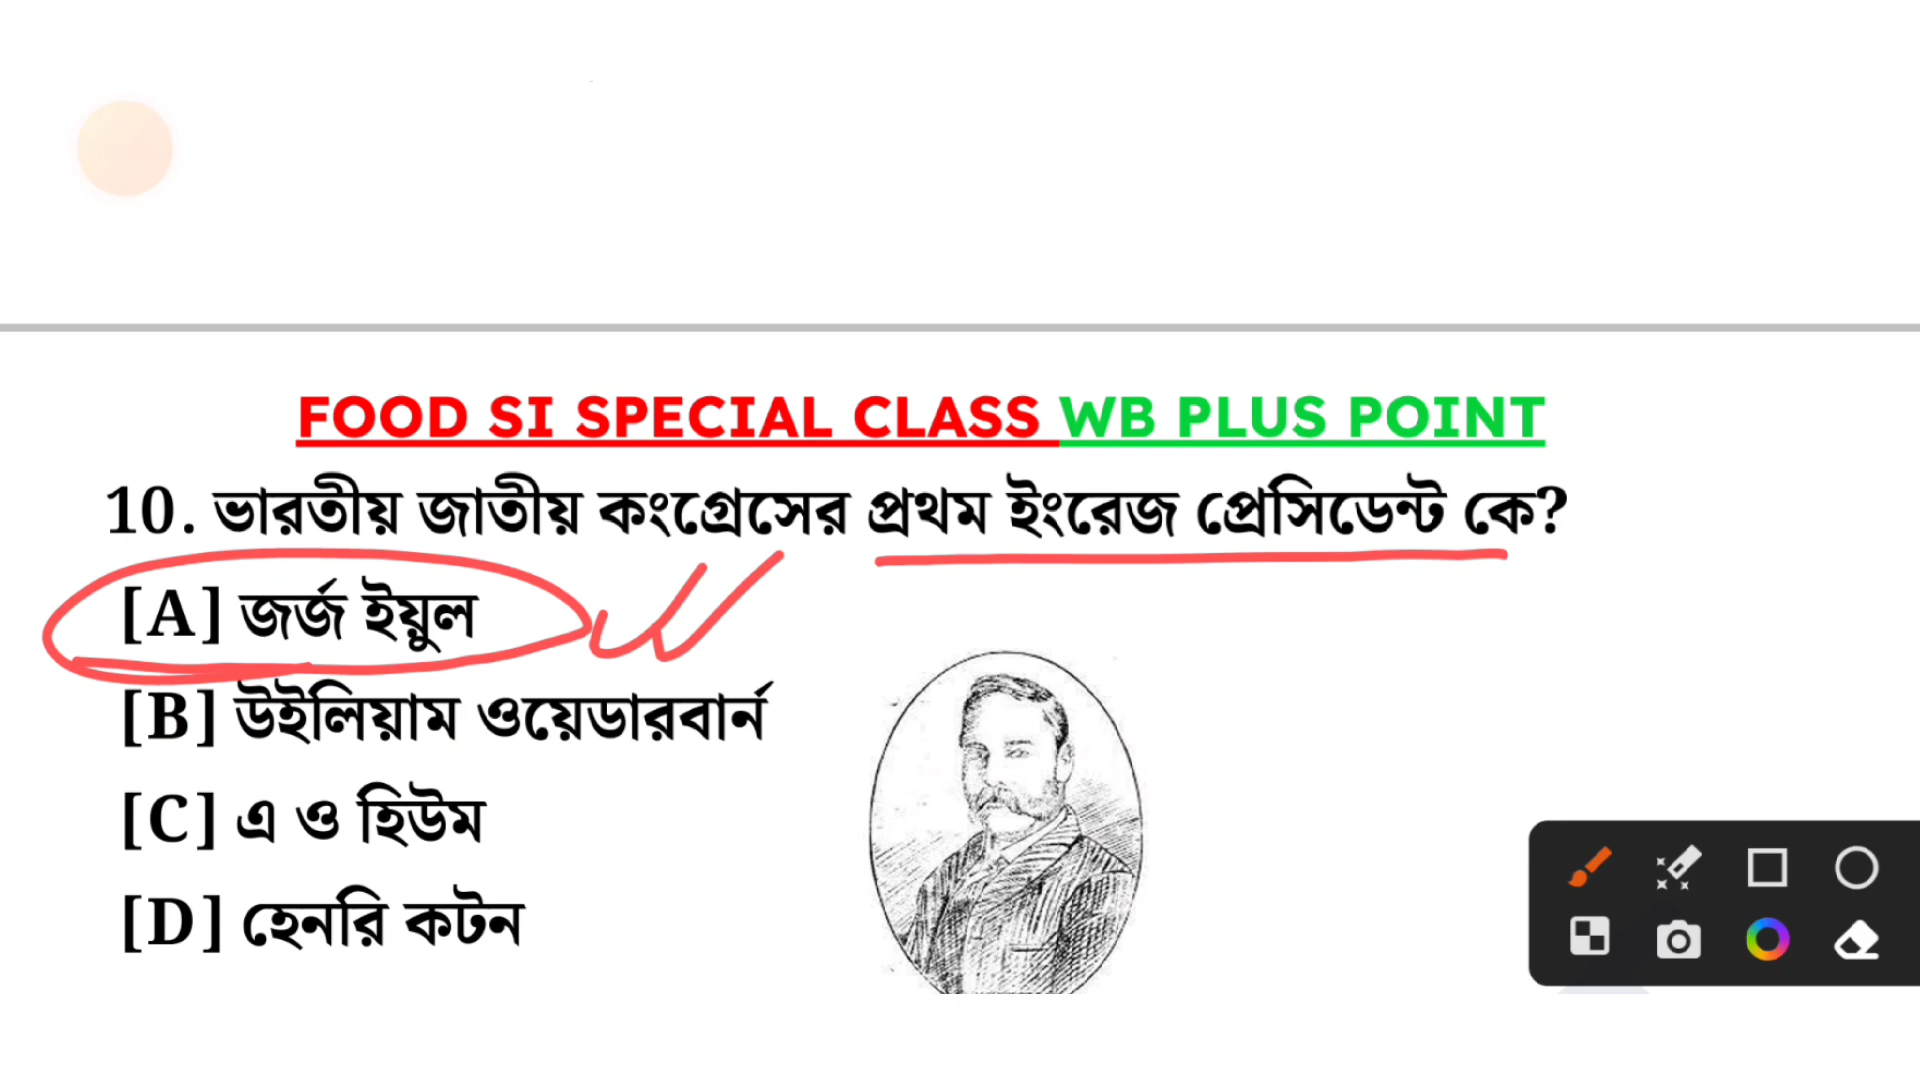 FOOD SI SPECIAL CLASS WB PLUS POINT
10. ভারতীয় জাতীয় কংগ্রেসের প্রথম ইংরেজ প্রেসিডেন্ট কে?
[A] জর্জ ইয়ুল
[B] উইলিয়াম ওয়েডারবার্ন
[C] এ ও হিউম
[D] হেনরি কটন